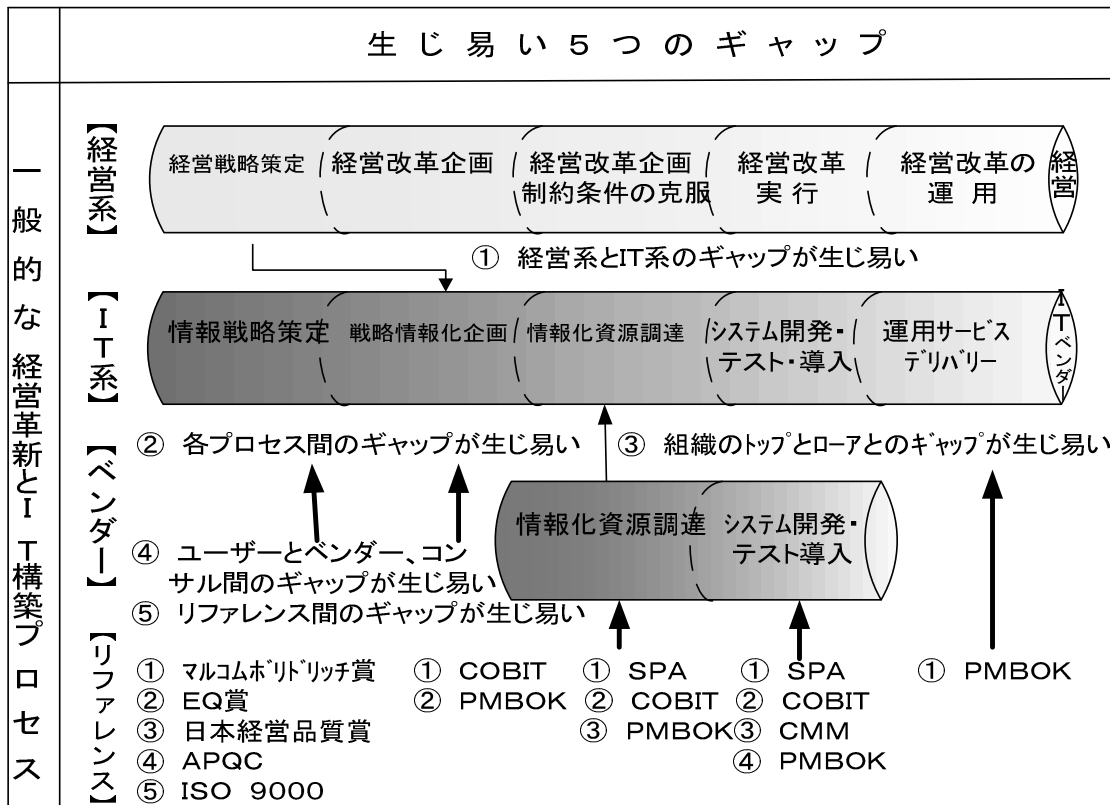 生じ易い５つのギャップ
一般的な経営革新とＩＴ構築プロセス
【経営系】
経営戦略策定
経営改革企画
経営改革企画
制約条件の克服
経営改革
実行
経営改革の
運用
経営
① 経営系とIT系のギャップが生じ易い
【ＩＴ系】
情報戦略策定
戦略情報化企画
情報化資源調達
システム開発・
テスト・導入
運用サービス
デリバリー
ＩＴベンダー
② 各プロセス間のギャップが生じ易い
③ 組織のトップとローアとのギャップが生じ易い
【ベンダー】
情報化資源調達
システム開発・
テスト導入
④ ユーザーとベンダー、コン
サル間のギャップが生じ易い
⑤ リファレンス間のギャップが生じ易い
【リファレンス】
① マルコムボリドリッチ賞
② EQ賞
③ 日本経営品質賞
④ APQC
⑤ ISO 9000
① COBIT
② PMBOK
① SPA
② COBIT
③ PMBOK
① SPA
② COBIT
③ CMM
④ PMBOK
① PMBOK